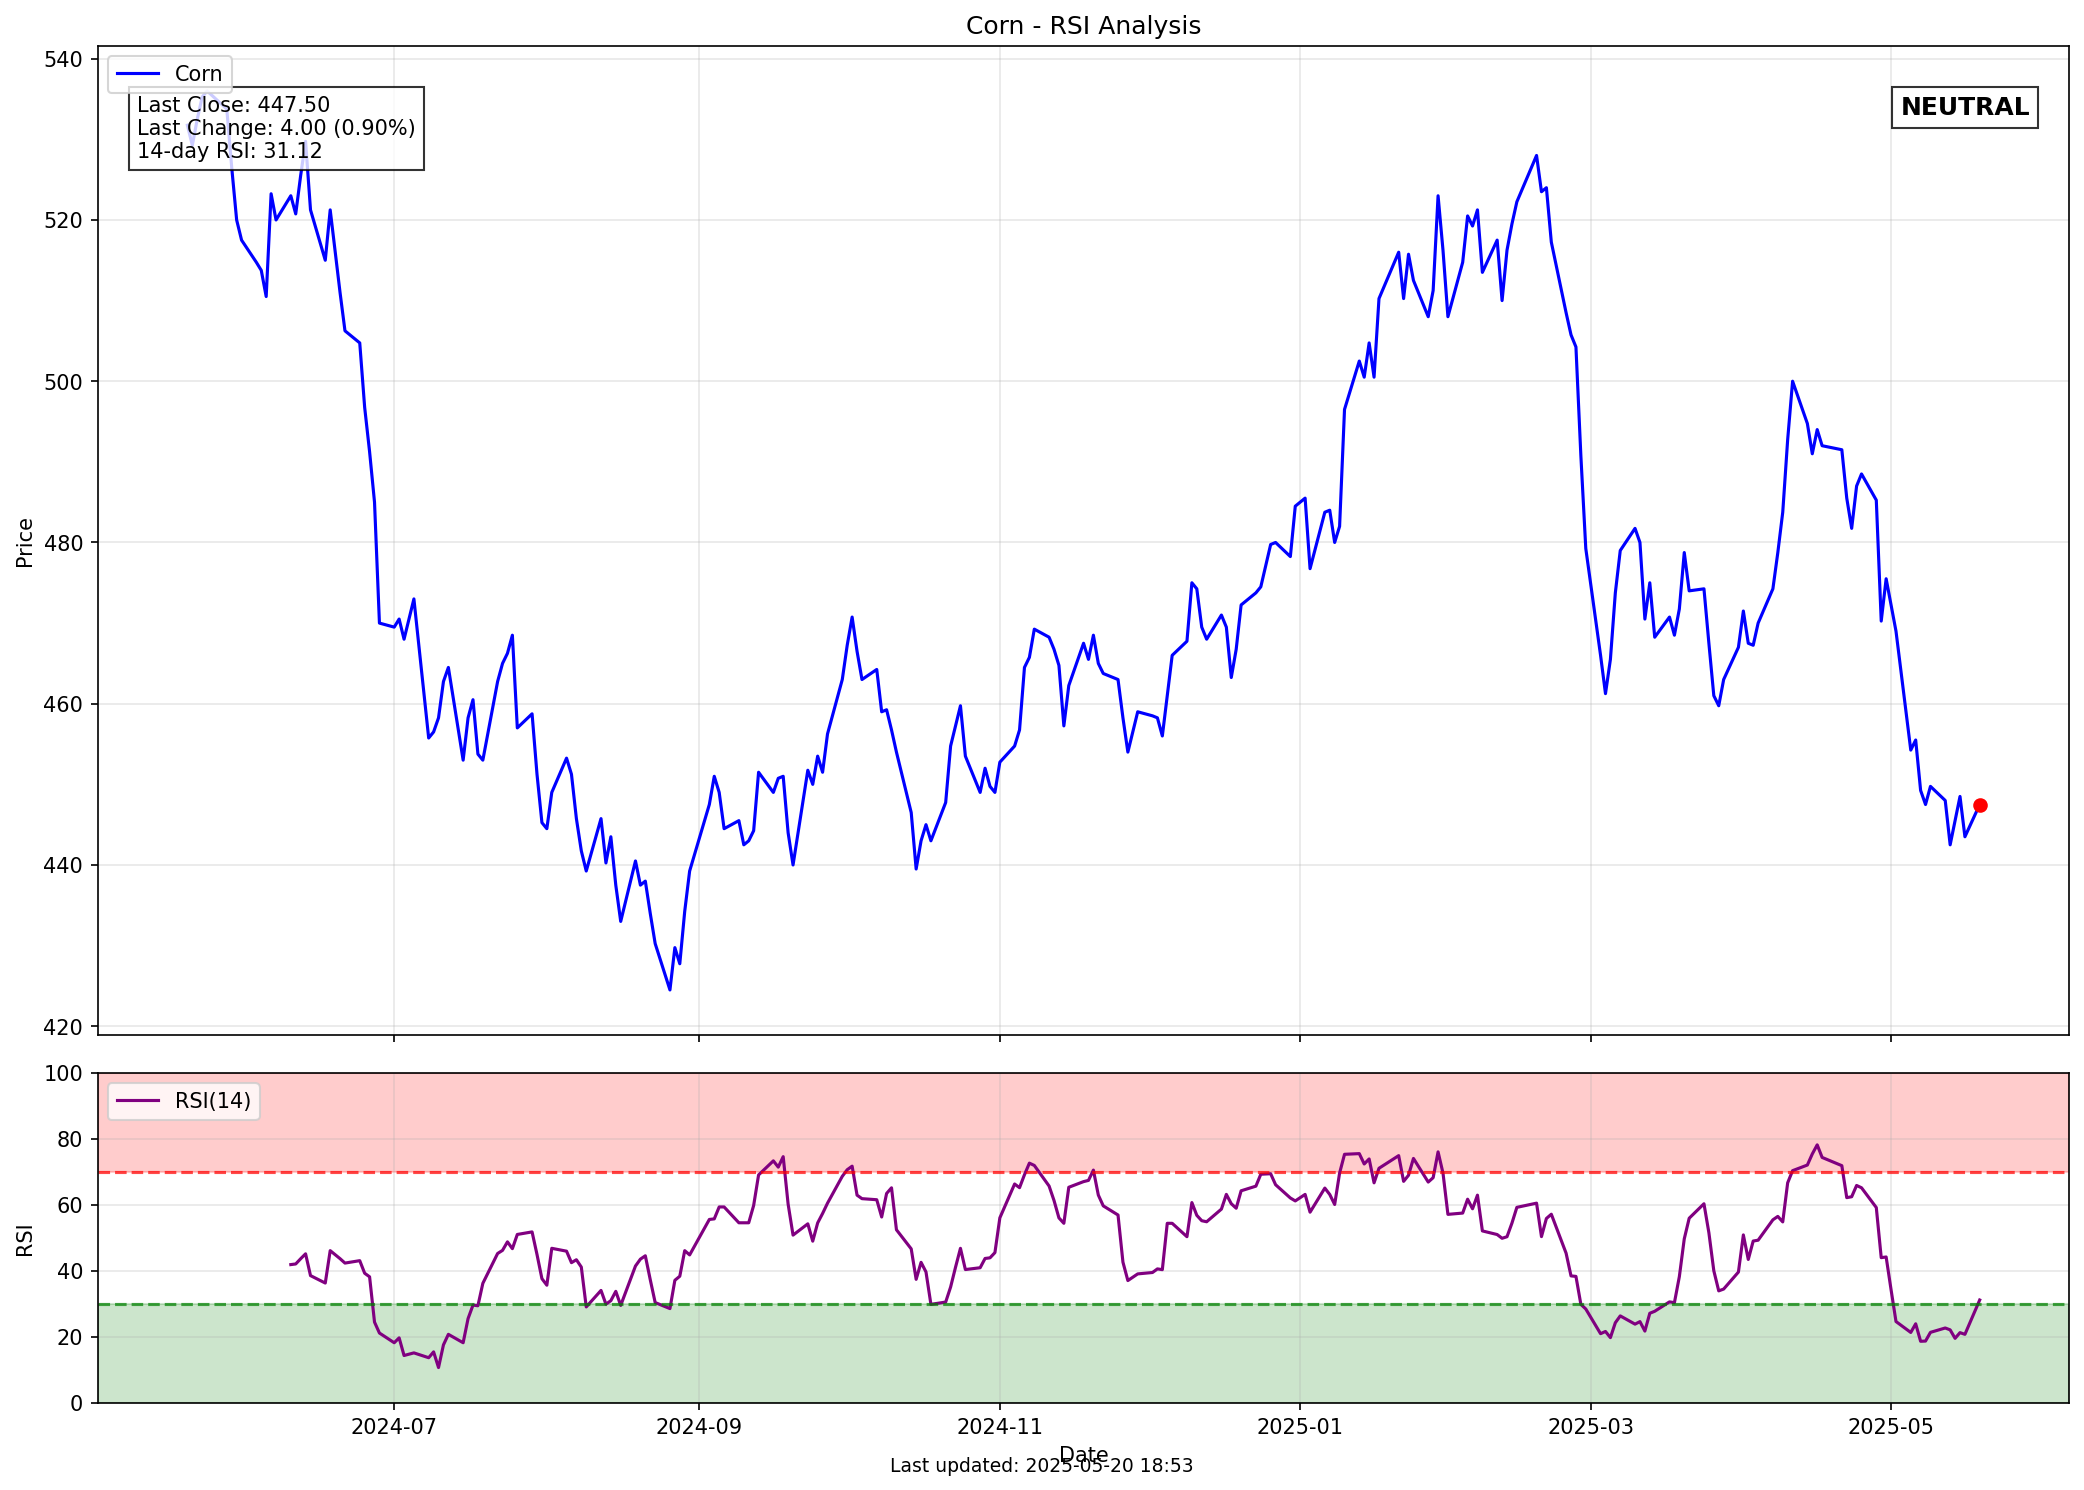 Corn - RSI Analysis
540
Corn
Last Close: 447.50
Last Change: 4.00 (0.90%)
14-day RSI: 31.12
NEUTRAL
520
500
Price
480
460
440
420
100
RSI(14)
80
60
RSI
40
20
0
2024-07
2024-09
2024-11
2025-01
2025-03
2025-05
Date
Last updated: 2025-05-20 18:53